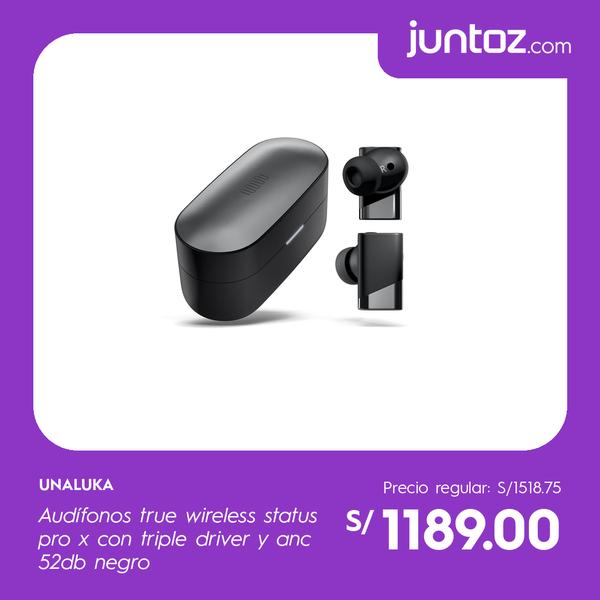 juntoz.com
R
UNALUKA
Audífonos true wireless status
pro x con triple driver y anc
52db negro
Precio regular: S/1518.75
S/ 1189.00